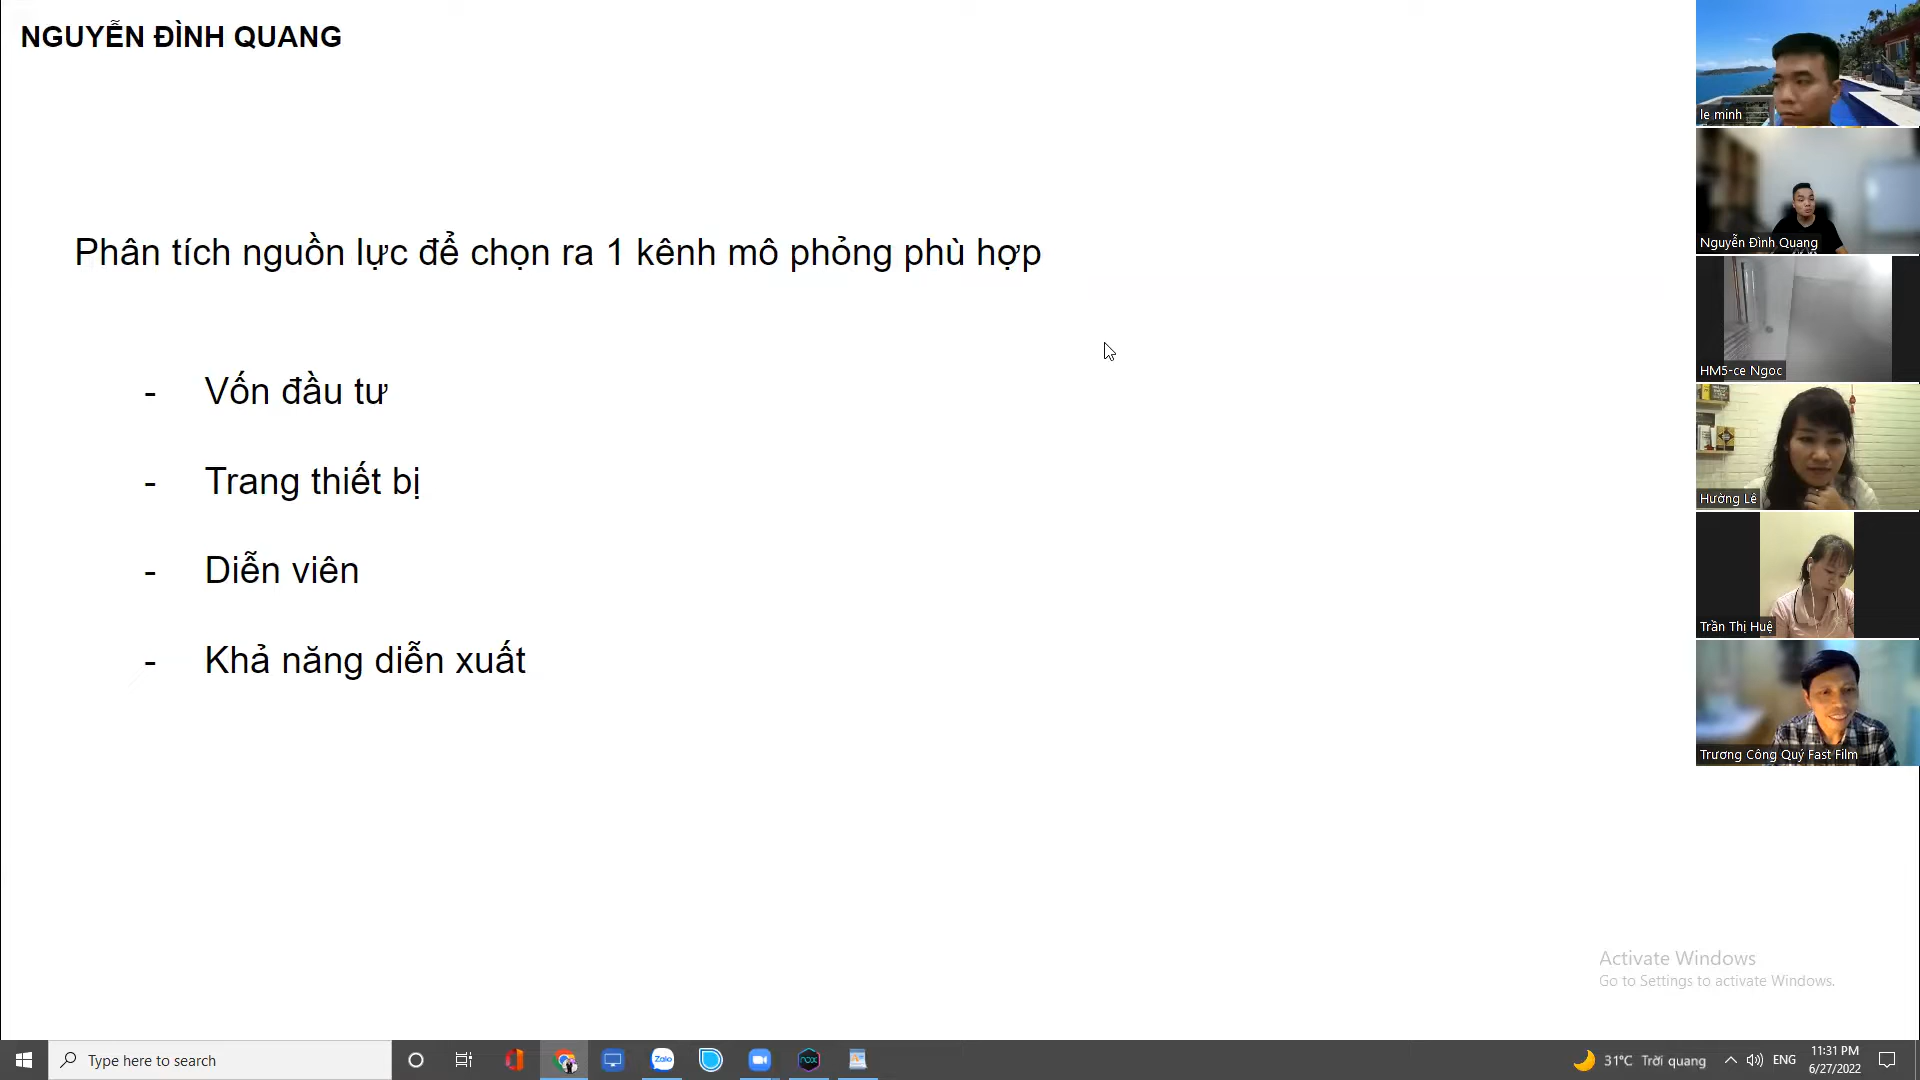 NGUYỄN ĐÌNH QUANG
Phân tích nguồn lực để chọn ra 1 kênh mô phỏng phù hợp
- Vốn đầu tư
- Trang thiết bị
- Diễn viên
- Khả năng diễn xuất
le minh
Nguyễn Đình Quang
HM5-ce Ngoc
Hường Lê
Trần Thị Huệ
Trương Công Quý Fast Film
Activate Windows
Go to Settings to activate Windows.
Type here to search
Zalo
nox
31°C Trời quang
ENG
11:31 PM
6/27/2022